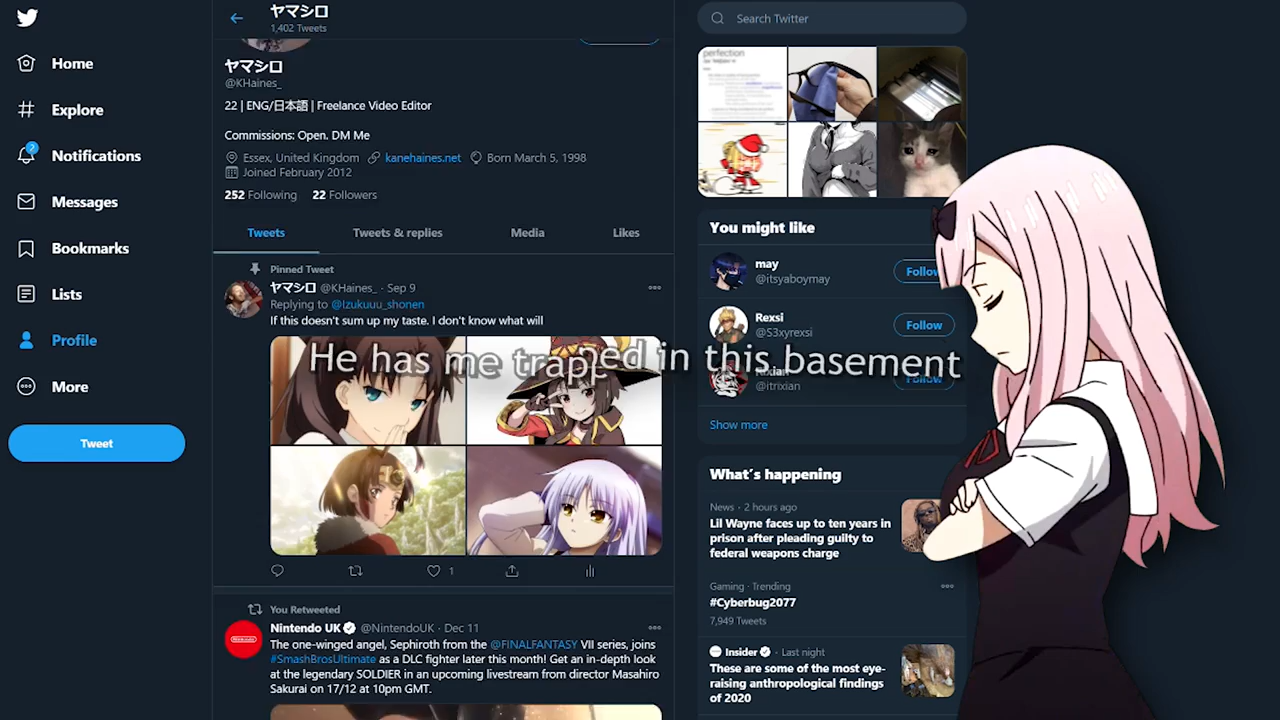 Home
Explore
2
Notifications
Messages
Bookmarks
Lists
Profile
More
Tweet
ヤマシロ
1,402 Tweets
ヤマシロ
@KHaines_
22 | ENG/日本語 | Freelance Video Editor
Commissions: Open. DM Me
Essex, United Kingdom kanehaines.net Born March 5, 1998
Joined February 2012
252 Following 22 Followers
Tweets Tweets & replies Media Likes
Pinned Tweet
ヤマシロ @KHaines_ · Sep 9
Replying to @Izukuuu_shonen
If this doesn't sum up my taste. I don't know what will
He has me trapped in this basement
1
You Retweeted
Nintendo UK @NintendoUK · Dec 11
The one-winged angel, Sephiroth from the @FINALFANTASY VII series, joins
#SmashBrosUltimate as a DLC fighter later this month! Get an in-depth look
at the legendary SOLDIER in an upcoming livestream from director Masahiro
Sakurai on 17/12 at 10pm GMT.
Search Twitter
perfection
You might like
may
@itsyaboymay
Follow
Rexsi
@S3xyrexsi
Follow
@itrixian
Follow
Show more
What's happening
News · 2 hours ago
Lil Wayne faces up to ten years in
prison after pleading guilty to
federal weapons charge
Gaming · Trending
#Cyberbug2077
7,949 Tweets
Insider · Last night
These are some of the most eye-
raising anthropological findings
of 2020